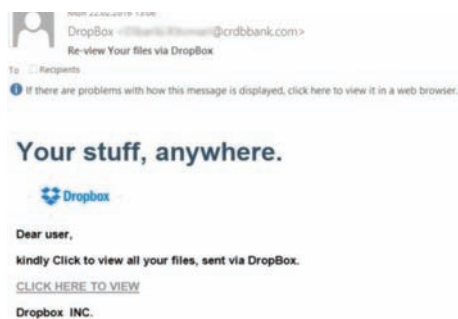 DropBox @crdbbank.com>
Re-view Your files via DropBox
To Recipients
If there are problems with how this message is displayed, click here to view it in a web browser.
Your stuff, anywhere.
Dropbox
Dear user,
kindly Click to view all your files, sent via DropBox.
CLICK HERE TO VIEW
Dropbox INC.